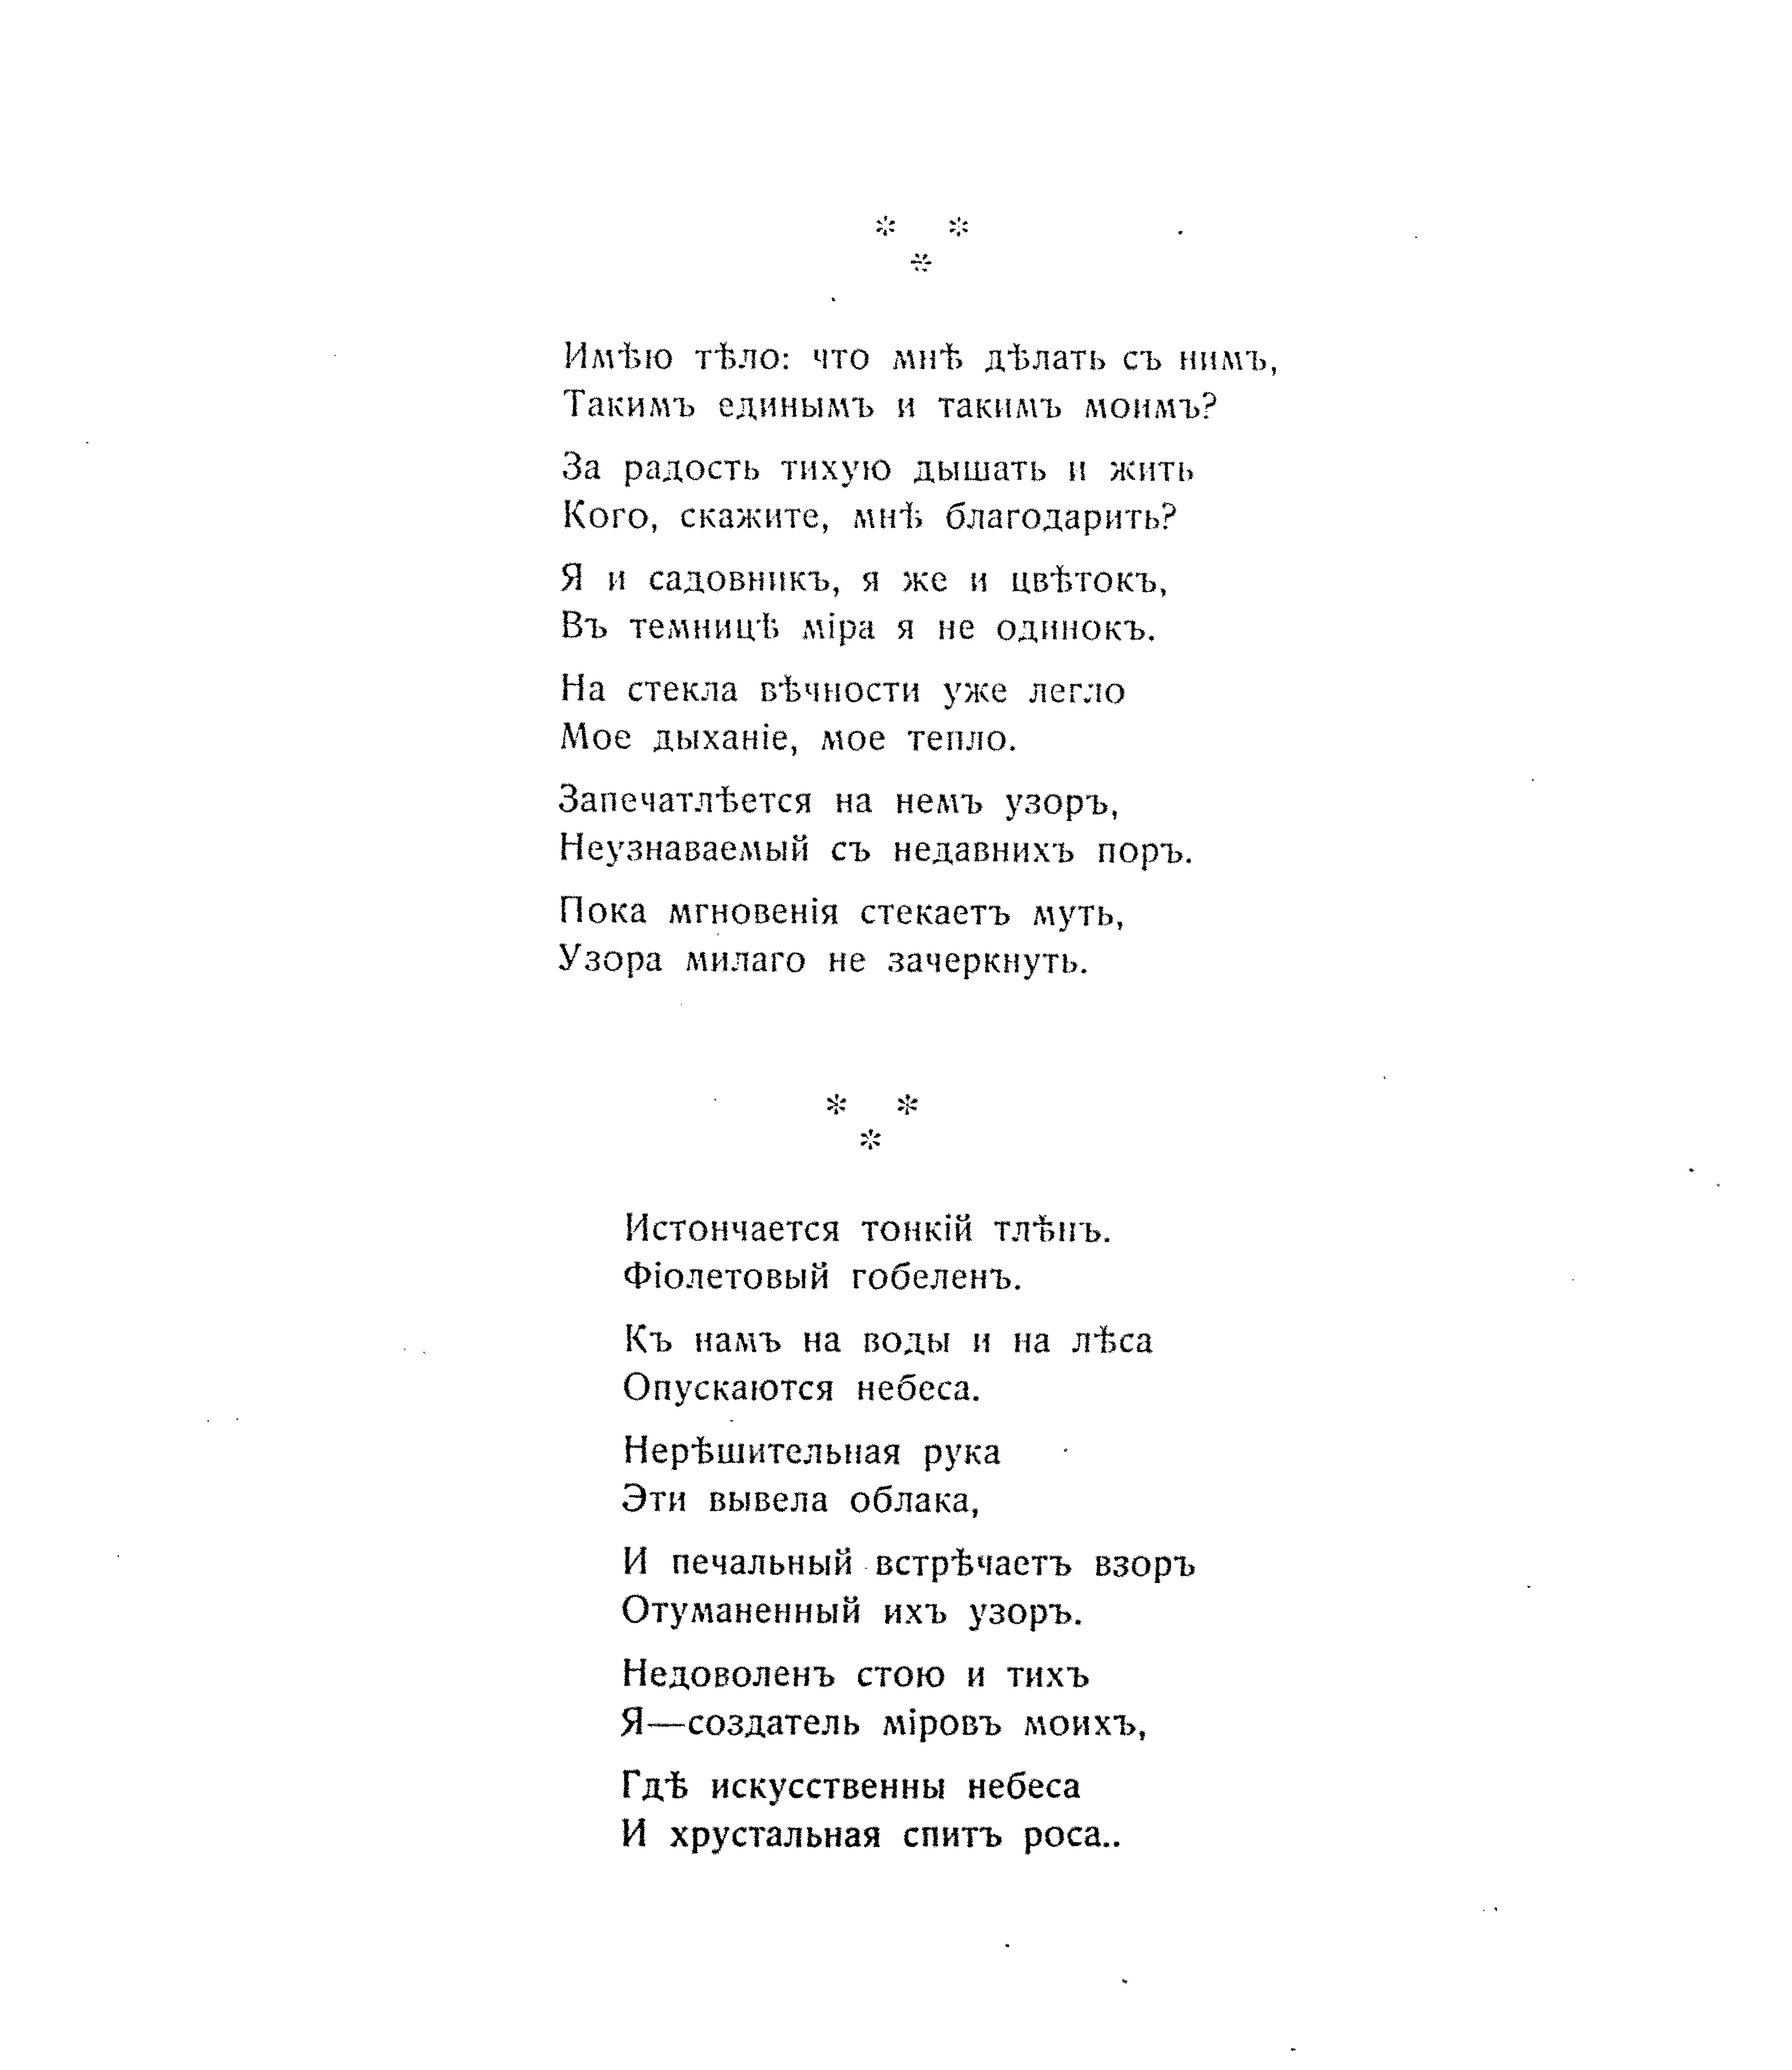 * *
*
Имѣю тѣло: что мнѣ дѣлать съ нимъ,
Такимъ единымъ и такимъ моимъ?
За радость тихую дышать и жить
Кого, скажите, мнѣ благодарить?
Я и садовникъ, я же и цвѣтокъ,
Въ темницѣ міра я не одинокъ.
На стекла вѣчности уже легло
Мое дыханіе, мое тепло.
Запечатлѣется на немъ узоръ,
Неузнаваемый съ недавнихъ поръ.
Пока мгновенія стекаетъ муть,
Узора милаго не зачеркнуть.
* *
*
Истончается тонкій тлѣнъ.
Фіолетовый гобеленъ.
Къ намъ на воды и на лѣса
Опускаются небеса.
Нерѣшительная рука
Эти вывела облака,
И печальный встрѣчаетъ взоръ
Отуманенный ихъ узоръ.
Недоволенъ стою и тихъ
Я—создатель міровъ моихъ,
Гдѣ искусственны небеса
И хрустальная спитъ роса..